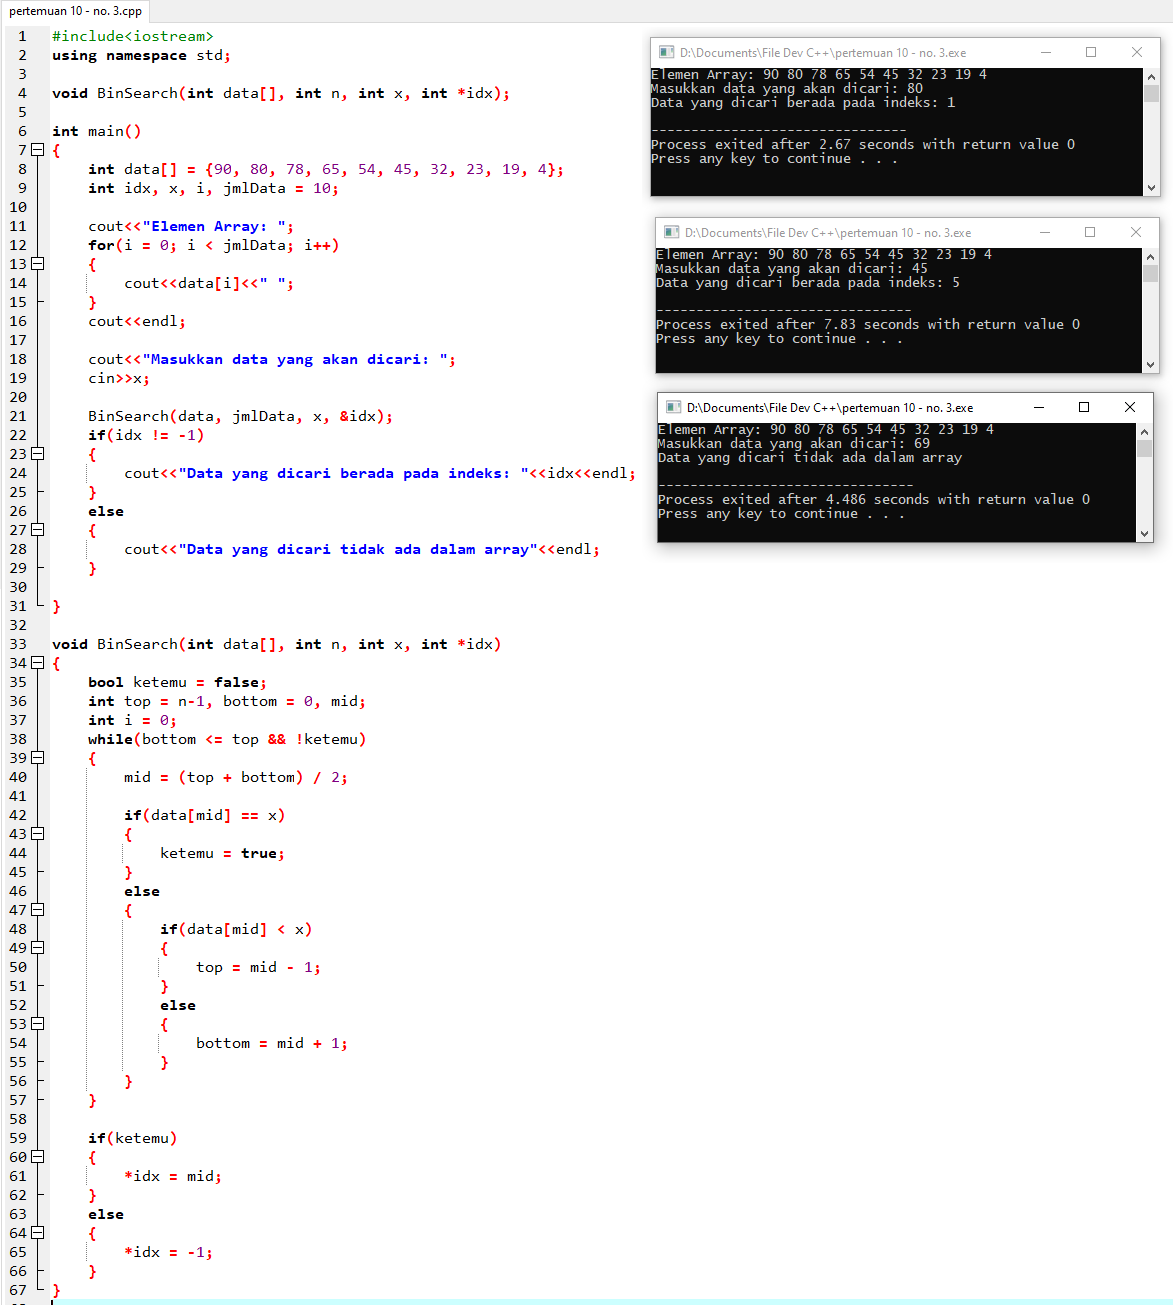 pertemuan 10 - no. 3.cpp
1 #include<iostream>
2 using namespace std;
3
4 void BinSearch(int data[], int n, int x, int *idx);
5
6 int main()
7 {
8 int data[] = {90, 80, 78, 65, 54, 45, 32, 23, 19, 4};
9 int idx, x, i, jmlData = 10;
10
11 cout<<"Elemen Array: ";
12 for(i = 0; i < jmlData; i++)
13 {
14 cout<<data[i]<<" ";
15 }
16 cout<<endl;
17
18 cout<<"Masukkan data yang akan dicari: ";
19 cin>>x;
20
21 BinSearch(data, jmlData, x, &idx);
22 if(idx != -1)
23 {
24 cout<<"Data yang dicari berada pada indeks: "<<idx<<endl;
25 }
26 else
27 {
28 cout<<"Data yang dicari tidak ada dalam array"<<endl;
29 }
30
31 }
32
33 void BinSearch(int data[], int n, int x, int *idx)
34 {
35 bool ketemu = false;
36 int top = n-1, bottom = 0, mid;
37 int i = 0;
38 while(bottom <= top && !ketemu)
39 {
40 mid = (top + bottom) / 2;
41
42 if(data[mid] == x)
43 {
44 ketemu = true;
45 }
46 else
47 {
48 if(data[mid] < x)
49 {
50 top = mid - 1;
51 }
52 else
53 {
54 bottom = mid + 1;
55 }
56 }
57 }
58
59 if(ketemu)
60 {
61 *idx = mid;
62 }
63 else
64 {
65 *idx = -1;
66 }
67 }
D:\Documents\File Dev C++\pertemuan 10 - no. 3.exe
Elemen Array: 90 80 78 65 54 45 32 23 19 4
Masukkan data yang akan dicari: 80
Data yang dicari berada pada indeks: 1
--------------------------------
Process exited after 2.67 seconds with return value 0
Press any key to continue . . .
D:\Documents\File Dev C++\pertemuan 10 - no. 3.exe
Elemen Array: 90 80 78 65 54 45 32 23 19 4
Masukkan data yang akan dicari: 45
Data yang dicari berada pada indeks: 5
--------------------------------
Process exited after 7.83 seconds with return value 0
Press any key to continue . . .
D:\Documents\File Dev C++\pertemuan 10 - no. 3.exe
Elemen Array: 90 80 78 65 54 45 32 23 19 4
Masukkan data yang akan dicari: 69
Data yang dicari tidak ada dalam array
--------------------------------
Process exited after 4.486 seconds with return value 0
Press any key to continue . . .